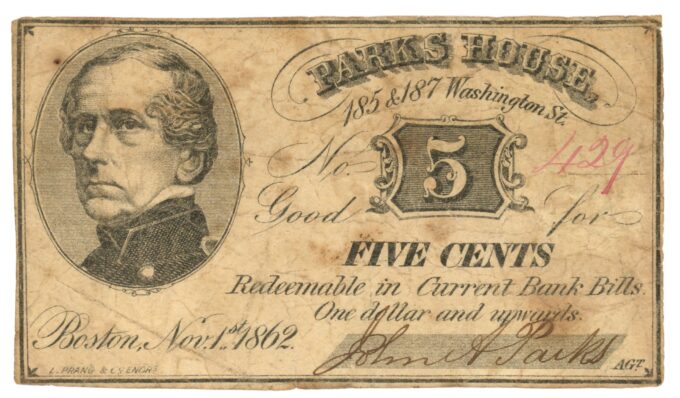 PARKS HOUSE,
185 & 187 Washington St.
No. 5 429
Good for
FIVE CENTS
Redeemable in Current Bank Bills.
One dollar and upwards.
Boston, Nov. 1st 1862.
John A Parks AGT.
L. PRANG & CO ENGRS